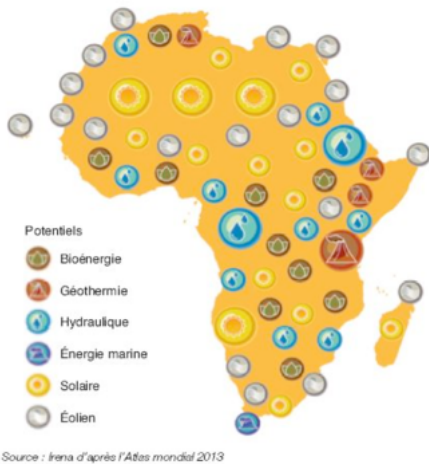 Potentiels
Bioénergie
Géothermie
Hydraulique
Énergie marine
Solaire
Éolien
Source : Irena d'après l'Atlas mondial 2013